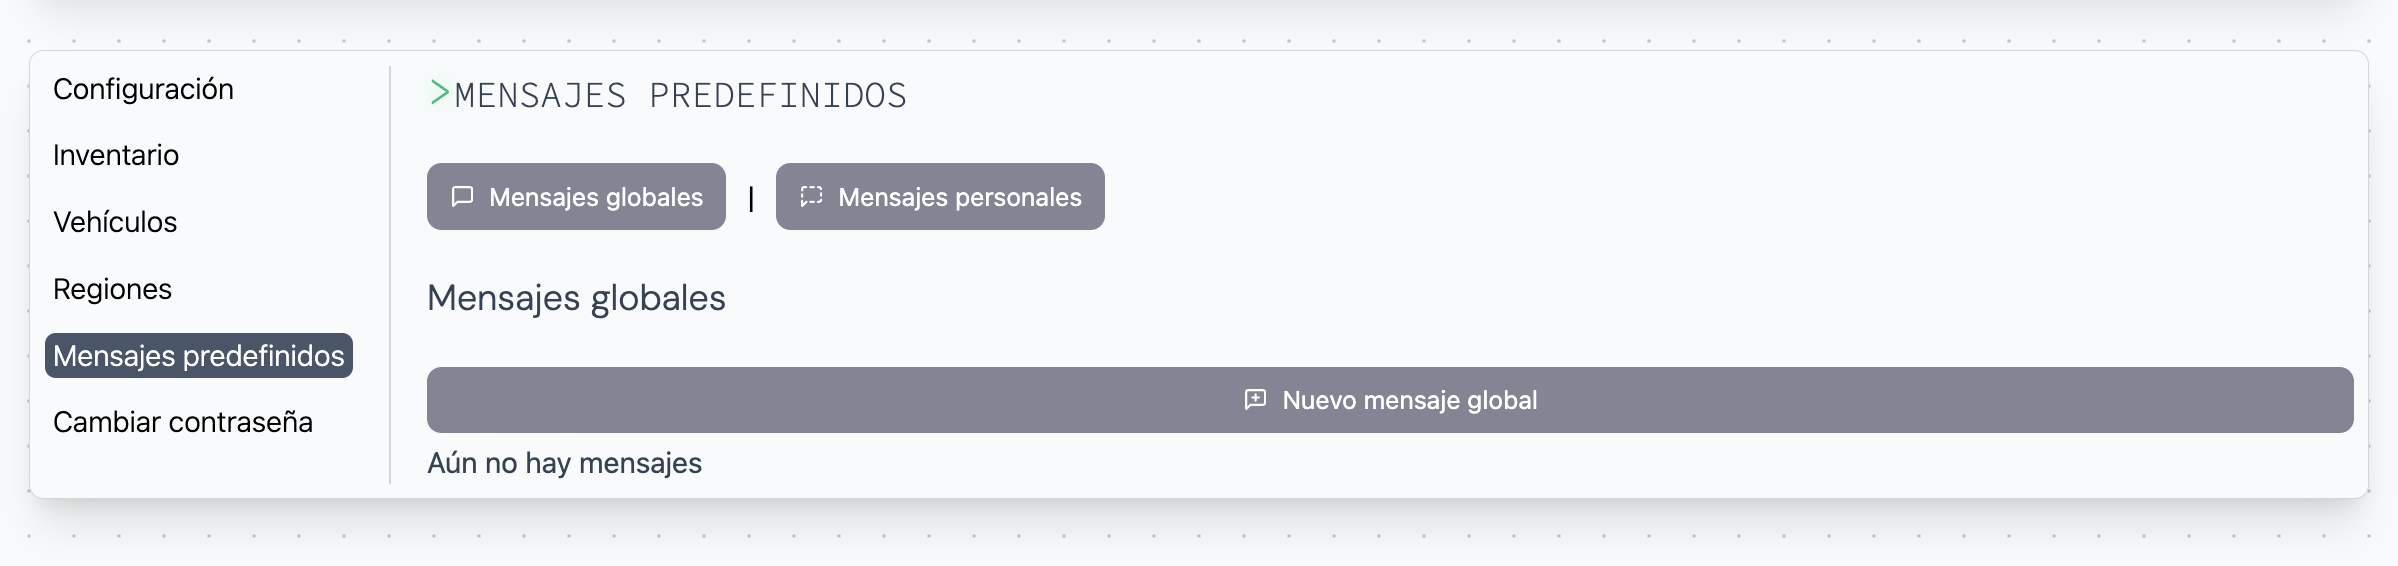 Configuración
Inventario
Vehículos
Regiones
Mensajes predefinidos
Cambiar contraseña
>MENSAJES PREDEFINIDOS
Mensajes globales | Mensajes personales
Mensajes globales
Nuevo mensaje global
Aún no hay mensajes